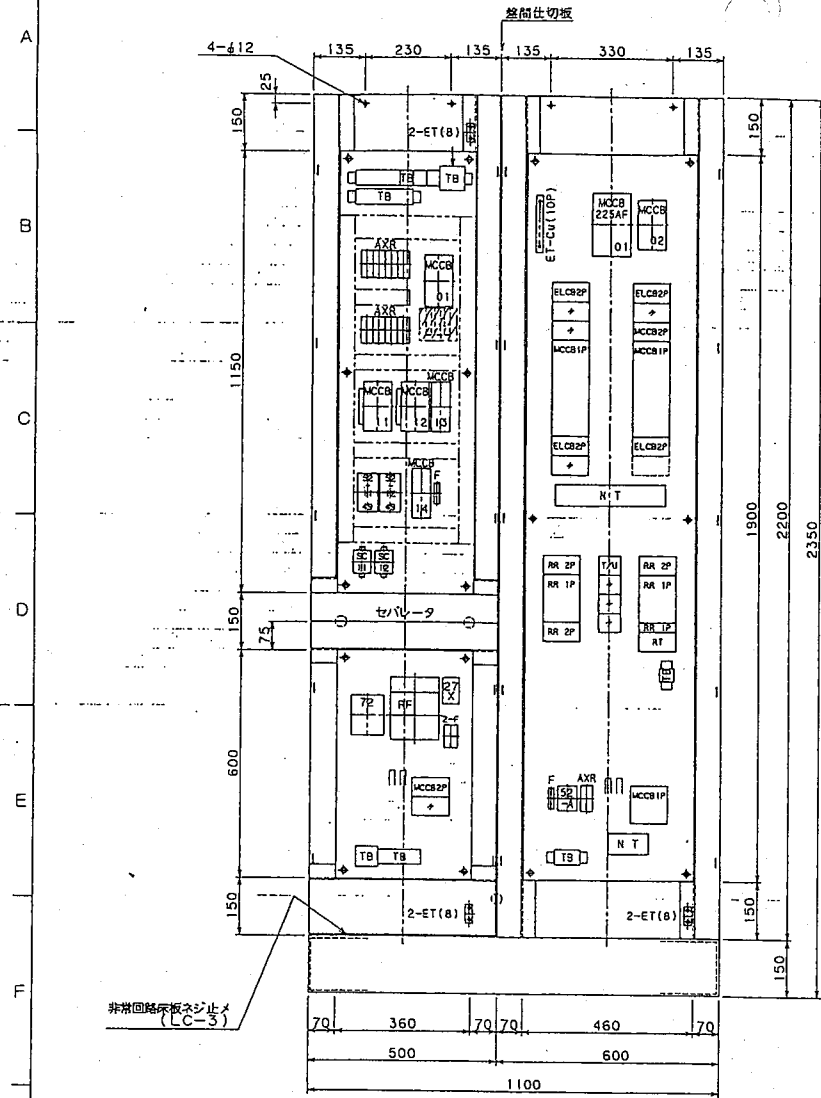 盤間仕切板
A
4-φ12
135
230
135
135
330
135
25
150
2-ET(8)
150
TB
TB
TB
B
ET-Cu(10P)
MCCB
225AF
01
MCCB
02
AXR
MCCB
01
AXR
ELCB2P
ELCB2P
MCCB2P
MCCB1P
MCCB1P
1150
C
MCCB
11
MCCB
12
MCCB
13
ELCB2P
ELCB2P
MCCB
14
F
N T
1900
2200
2350
SC
SC
T/U
RR 2P
RR 2P
RR 1P
RR 1P
D
150
セパレータ
75
RR 2P
RR 1P
RT
TB
72
RF
27
X
2-F
600
E
MCCB2P
F
52
-A
AXR
MCCB1P
N T
TB
TB
TB
150
2-ET(8)
2-ET(8)
150
F
150
非常回路床板ネジ止メ
(LC-3)
70
360
70
70
460
70
500
600
1100